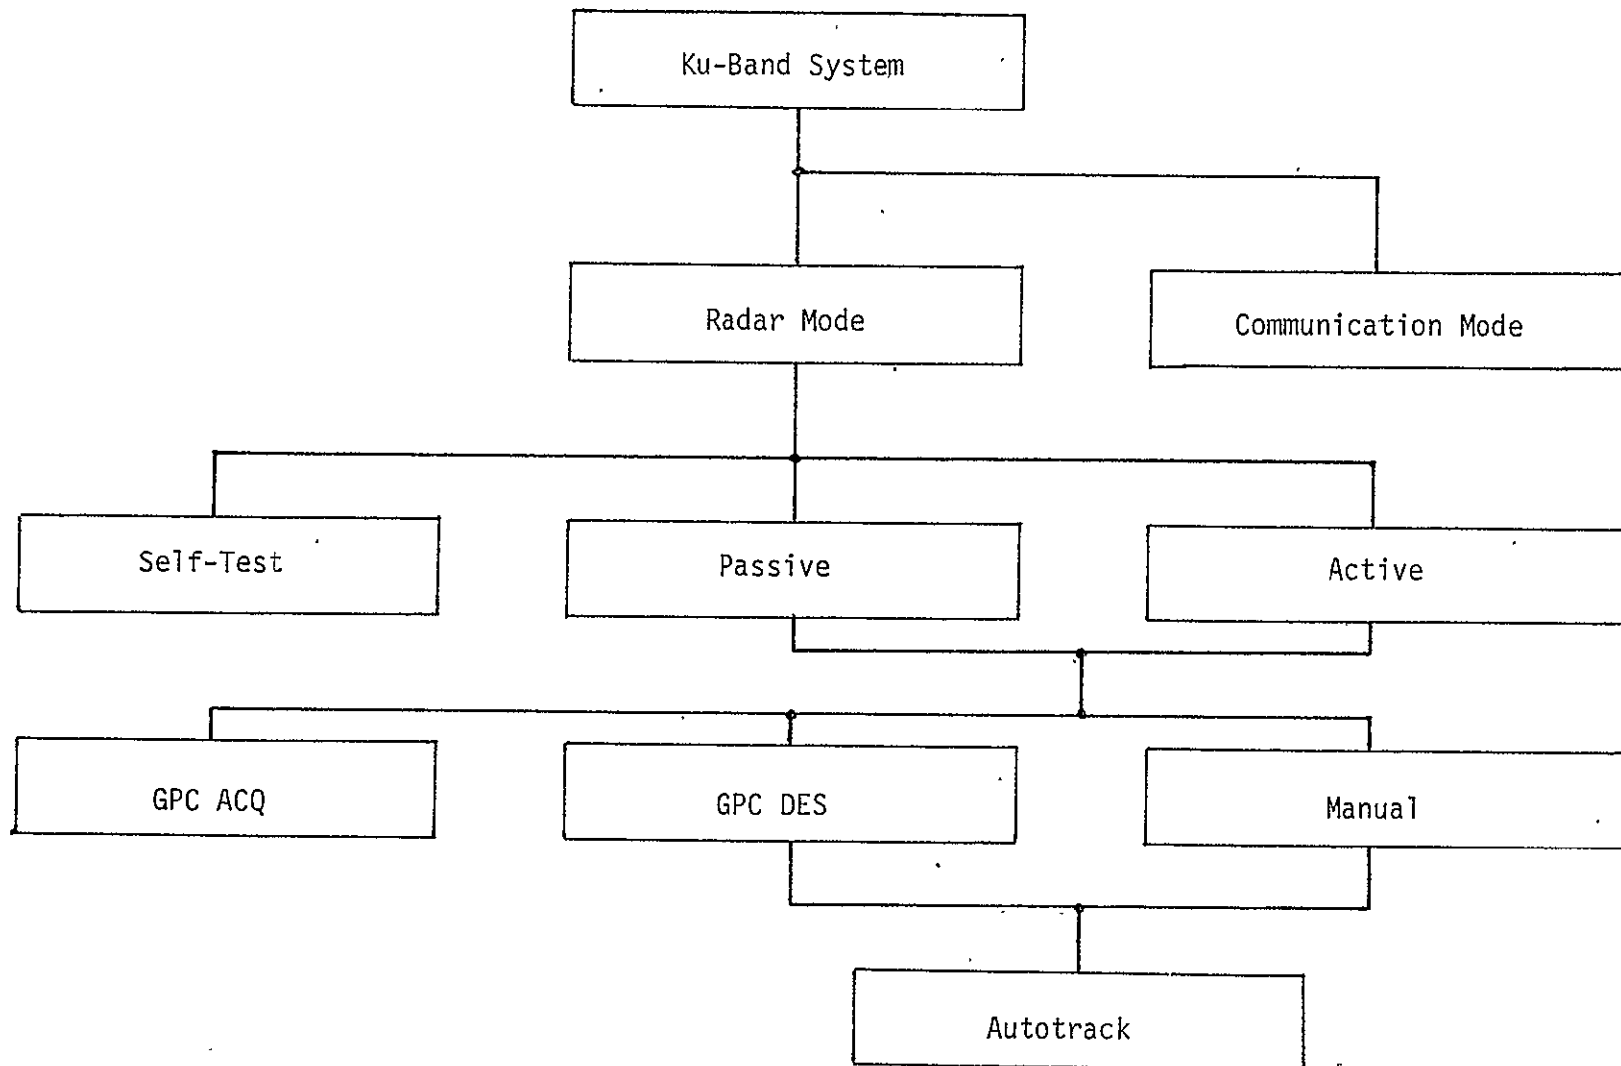 Ku-Band System
Radar Mode
Communication Mode
Self-Test
Passive
Active
GPC ACQ
GPC DES
Manual
Autotrack